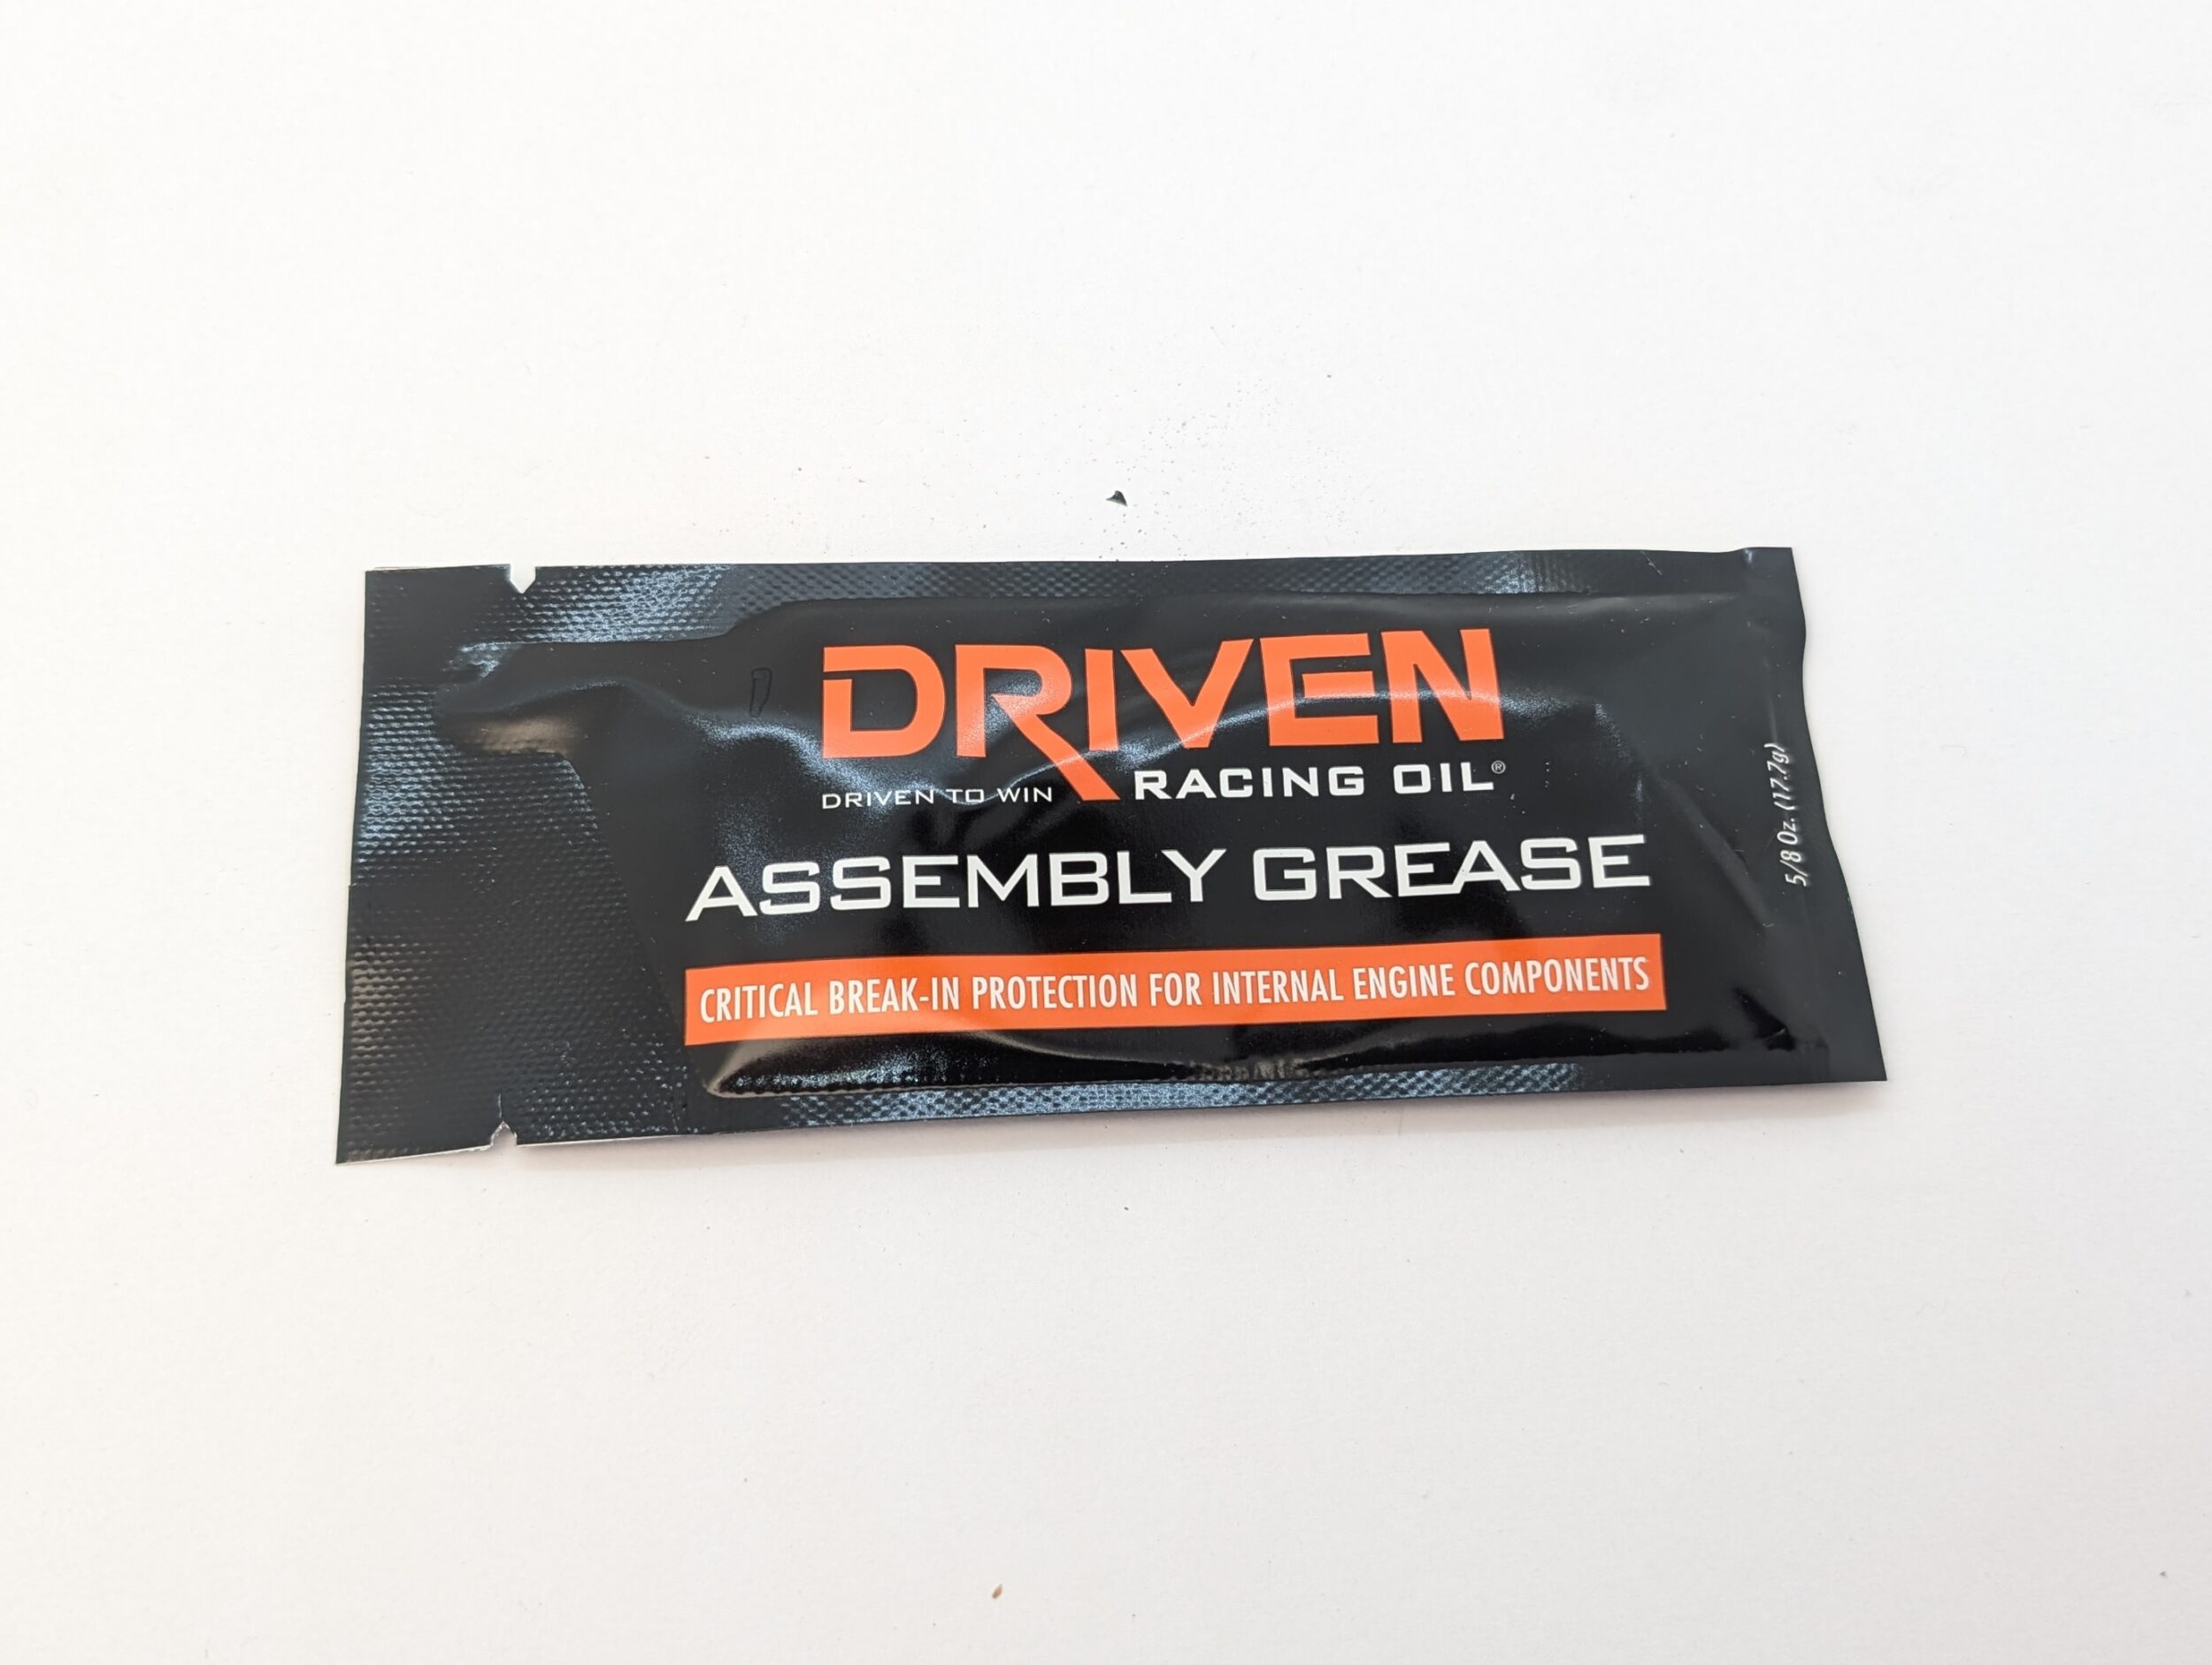 DRIVEN
DRIVEN TO WIN RACING OIL®
ASSEMBLY GREASE
CRITICAL BREAK-IN PROTECTION FOR INTERNAL ENGINE COMPONENTS
5/8 Oz. (17.7g)